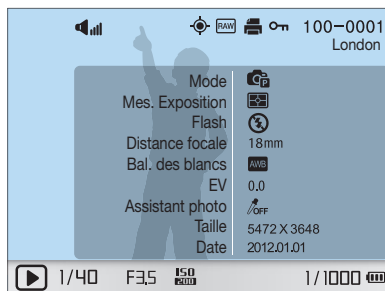 RAW 100-0001
London
Mode P
Mes. Exposition
Flash
Distance focale 18mm
Bal. des blancs AWB
EV 0.0
Assistant photo OFF
Taille 5472 X 3648
Date 2012.01.01
1/40 F3.5 ISO 200 1/1000